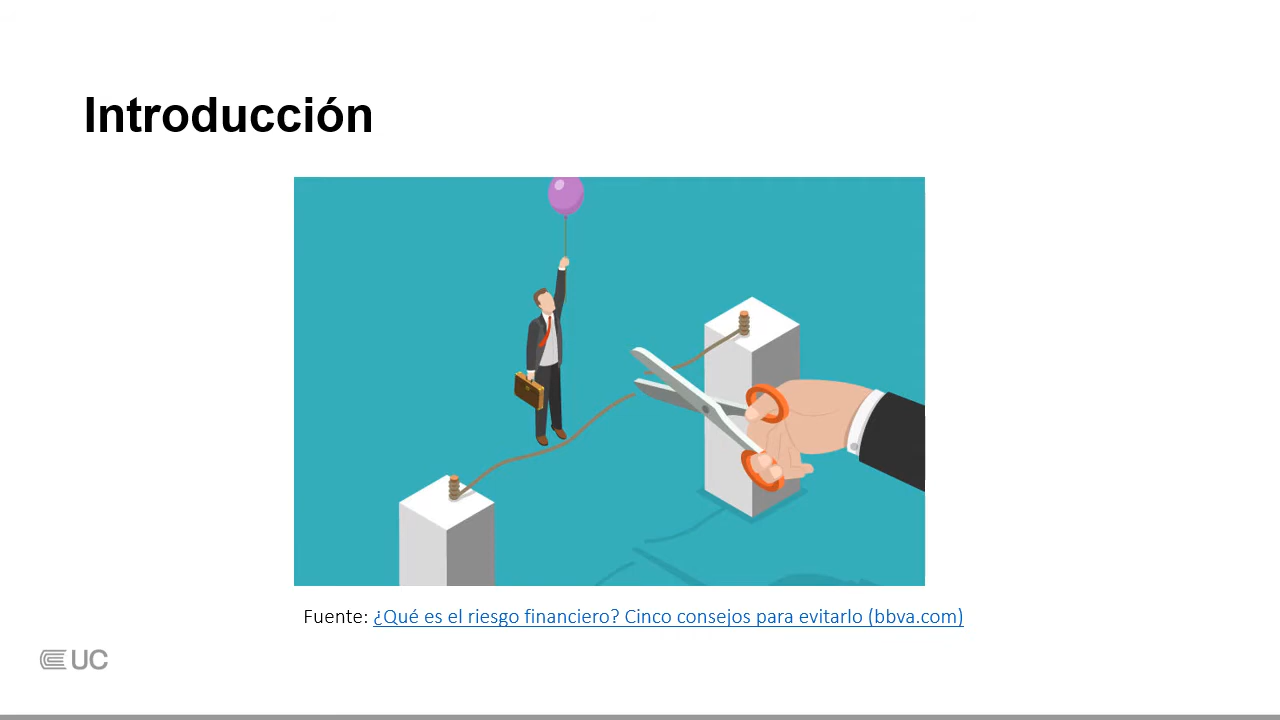 Introducción
Fuente: ¿Qué es el riesgo financiero? Cinco consejos para evitarlo (bbva.com)
UC